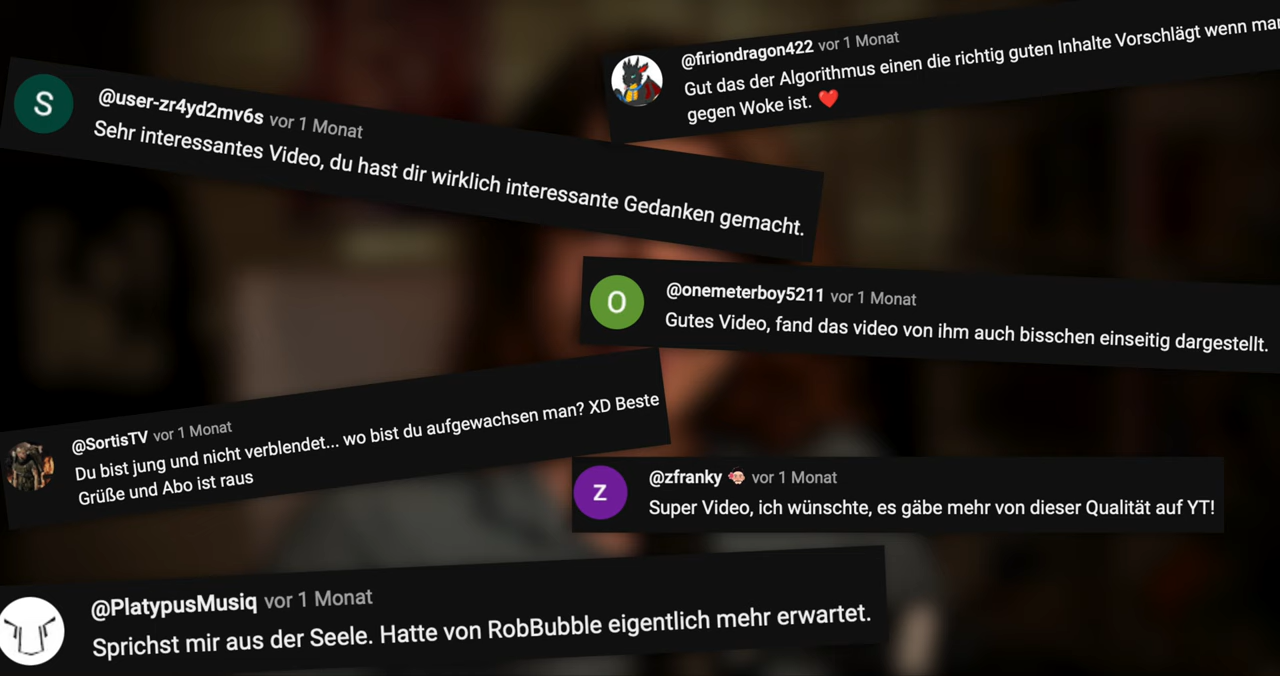 @firiondragon422 vor 1 Monat
Gut das der Algorithmus einen die richtig guten Inhalte Vorschlägt wenn
gegen Woke ist. ❤️
S
@user-zr4yd2mv6s vor 1 Monat
Sehr interessantes Video, du hast dir wirklich interessante Gedanken gemacht.
O
@onemeterboy5211 vor 1 Monat
Gutes Video, fand das video von ihm auch bisschen einseitig dargestellt.
@SortisTV vor 1 Monat
Du bist jung und nicht verblendet... wo bist du aufgewachsen man? XD Beste
Grüße und Abo ist raus
Z
@zfranky vor 1 Monat
Super Video, ich wünschte, es gäbe mehr von dieser Qualität auf YT!
@PlatypusMusiq vor 1 Monat
Sprichst mir aus der Seele. Hatte von RobBubble eigentlich mehr erwartet.